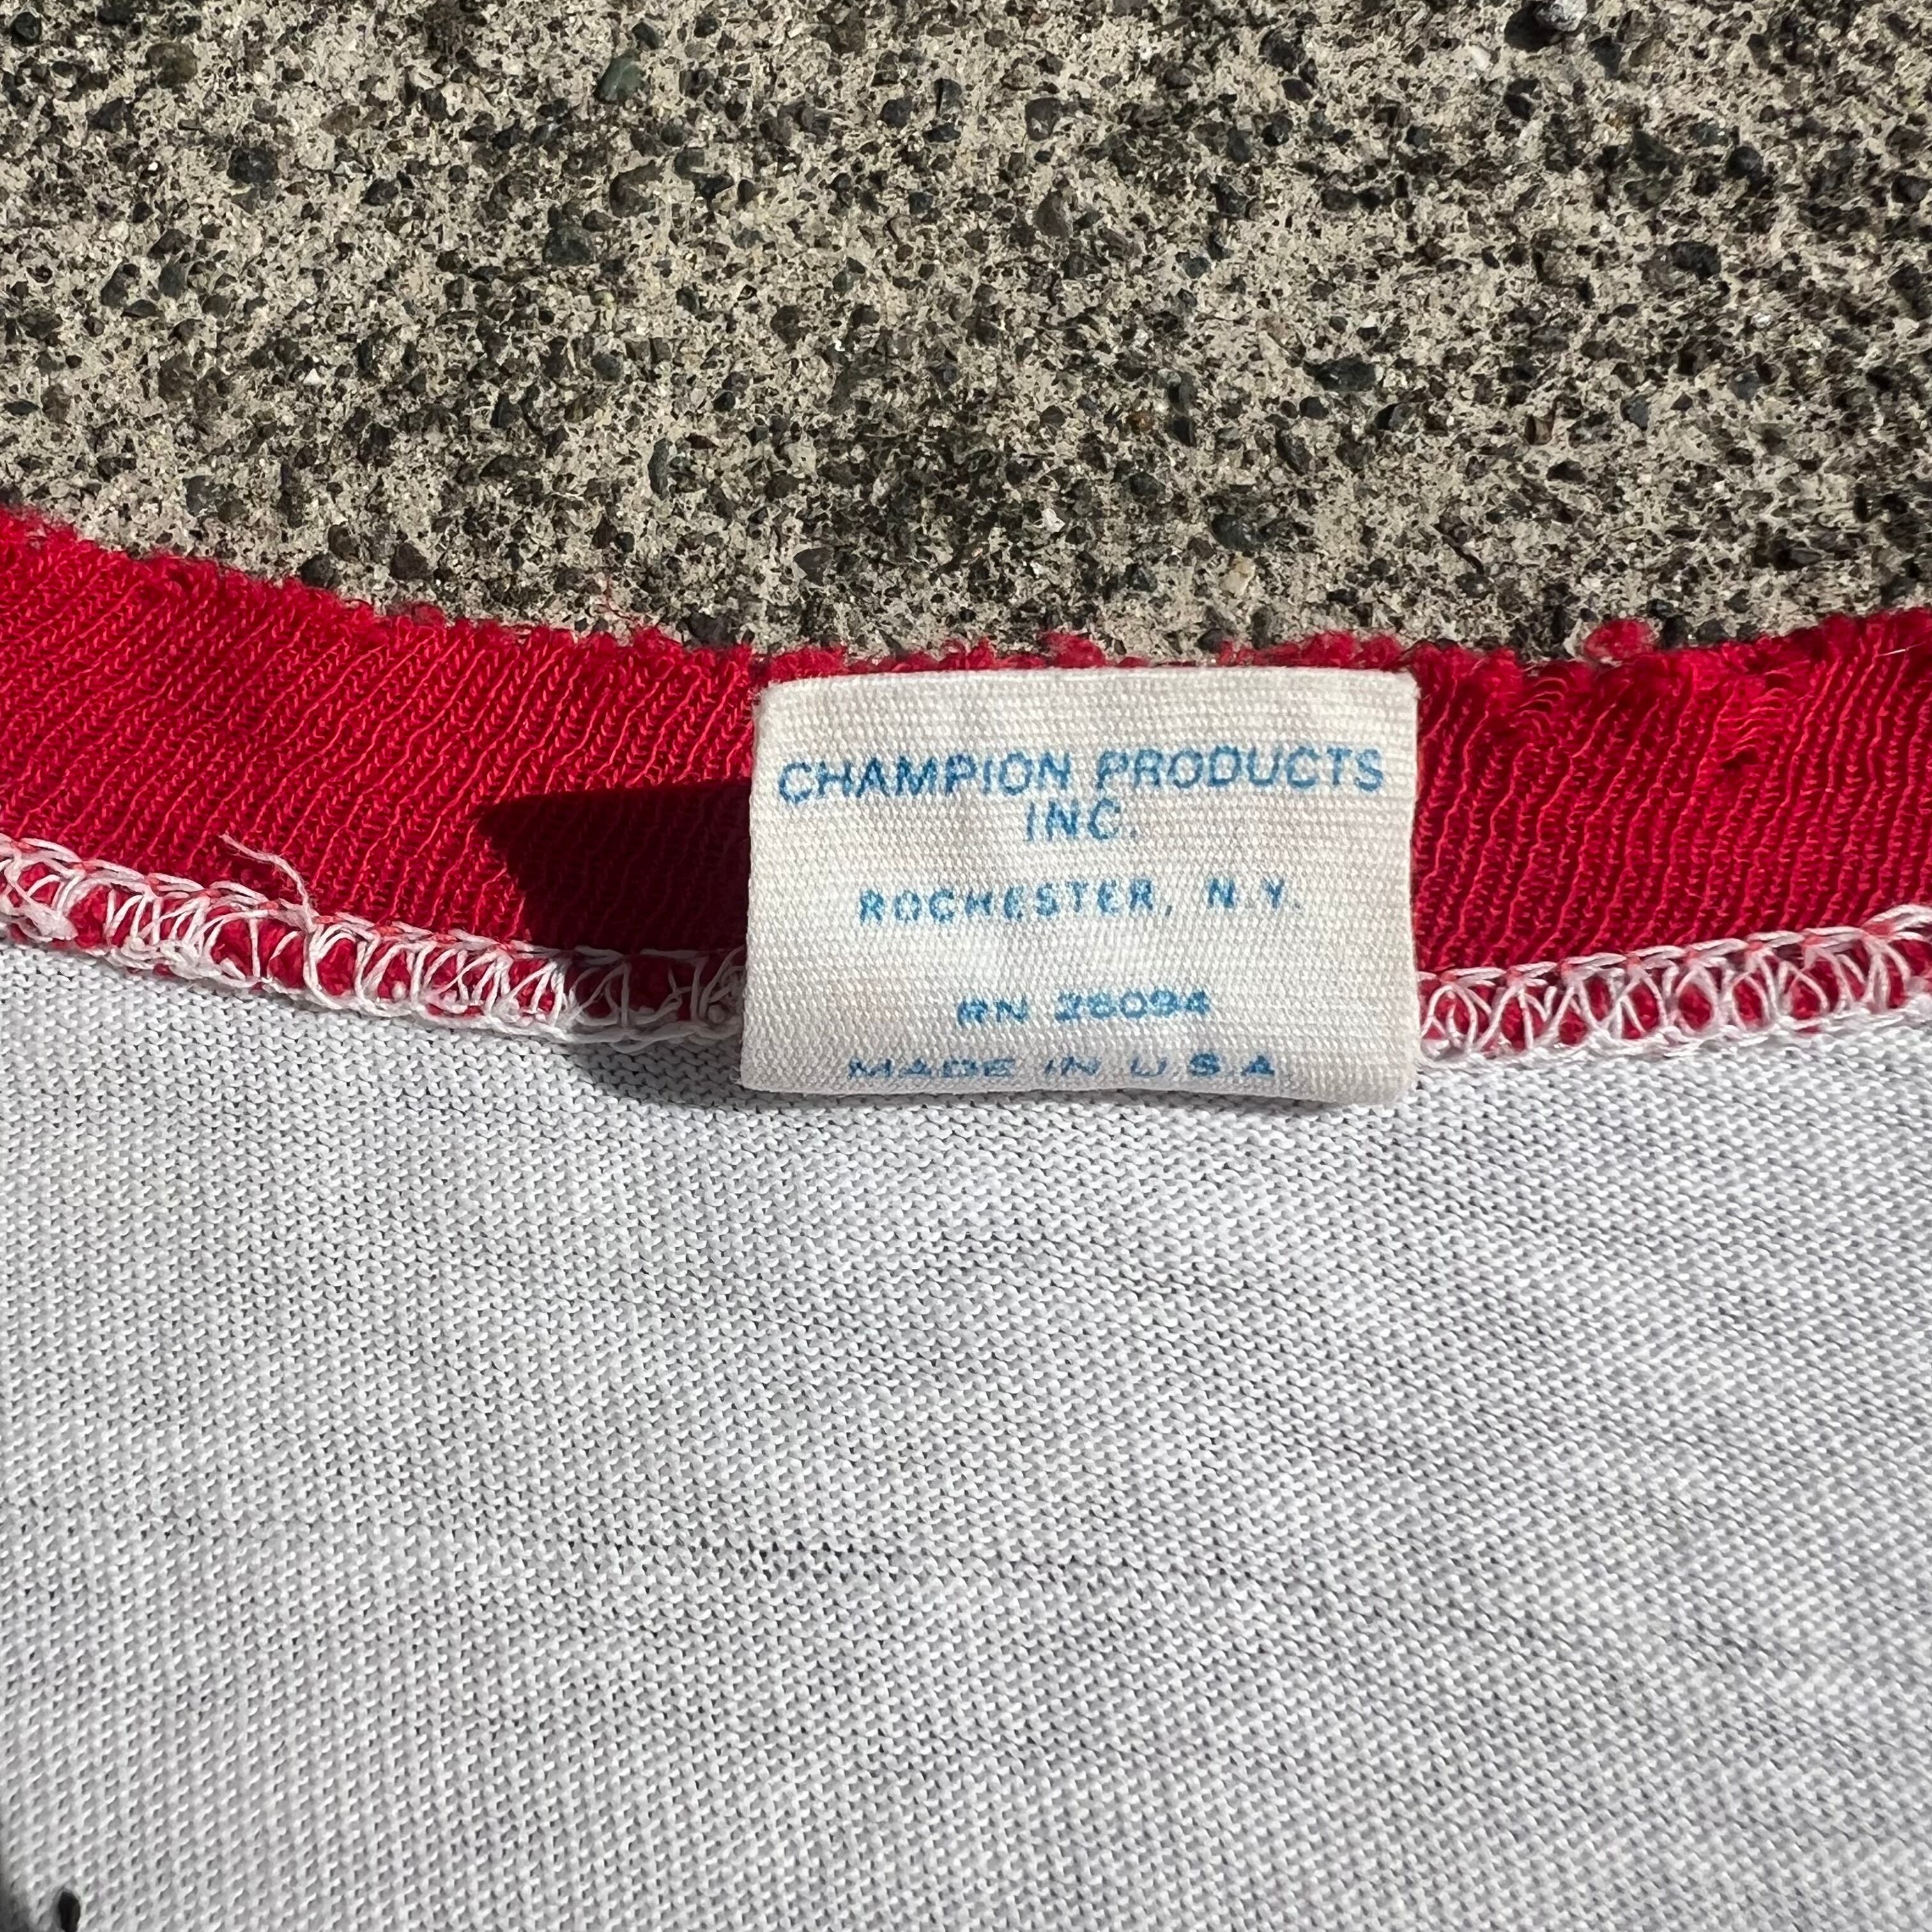 CHAMPION PRODUCTS
INC.
ROCHESTER, N.Y.
RN 26094
MADE IN U.S.A